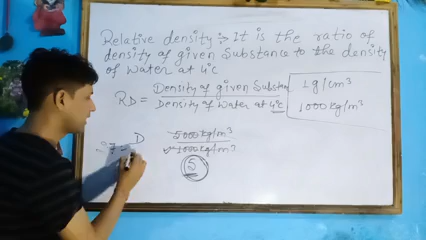 Relative density :- It is the ratio of
density of given Substance to the density
of Water at 4°c
RD = Density of given Substan
Density of Water at 4°c
1g/cm³
1000kg/m³
D
5000kg/m³
1000kg/m³
5